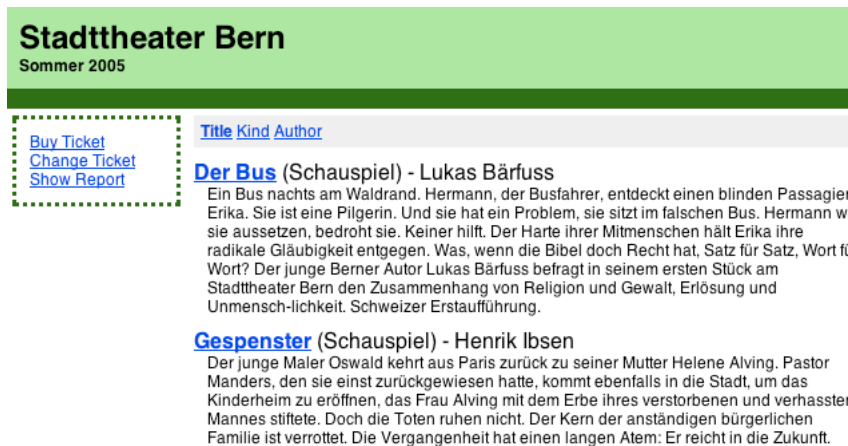 Stadttheater Bern
Sommer 2005
Buy Ticket
Change Ticket
Show Report
Title Kind Author
Der Bus (Schauspiel) - Lukas Bärfuss
Ein Bus nachts am Waldrand. Hermann, der Busfahrer, entdeckt einen blinden Passagier
Erika. Sie ist eine Pilgerin. Und sie hat ein Problem, sie sitzt im falschen Bus. Hermann
sie aussetzen, bedroht sie. Keiner hilft. Der Harte ihrer Mitmenschen hält Erika ihre
radikale Gläubigkeit entgegen. Was, wenn die Bibel doch Recht hat, Satz für Satz, Wort
Wort? Der junge Berner Autor Lukas Bärfuss befragt in seinem ersten Stück am
Stadttheater Bern den Zusammenhang von Religion und Gewalt, Erlösung und
Unmensch-lichkeit. Schweizer Erstaufführung.
Gespenster (Schauspiel) - Henrik Ibsen
Der junge Maler Oswald kehrt aus Paris zurück zu seiner Mutter Helene Alving. Pastor
Manders, den sie einst zurückgewiesen hatte, kommt ebenfalls in die Stadt, um das
Kinderheim zu eröffnen, das Frau Alving mit dem Erbe ihres verstorbenen und verhassten
Mannes stiftete. Doch die Toten ruhen nicht. Der Kern der anständigen bürgerlichen
Familie ist verrottet. Die Vergangenheit hat einen langen Atem: Er reicht in die Zukunft.